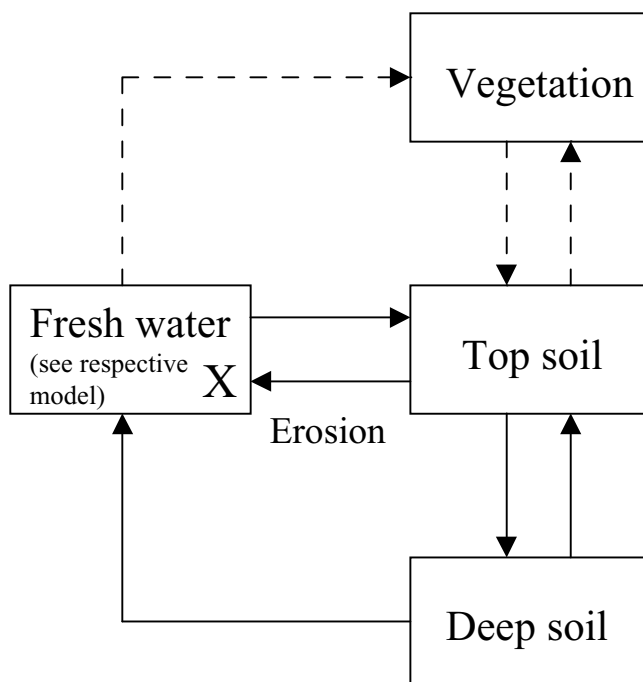 Vegetation
Fresh water
(see respective
model)
X
Top soil
Erosion
Deep soil